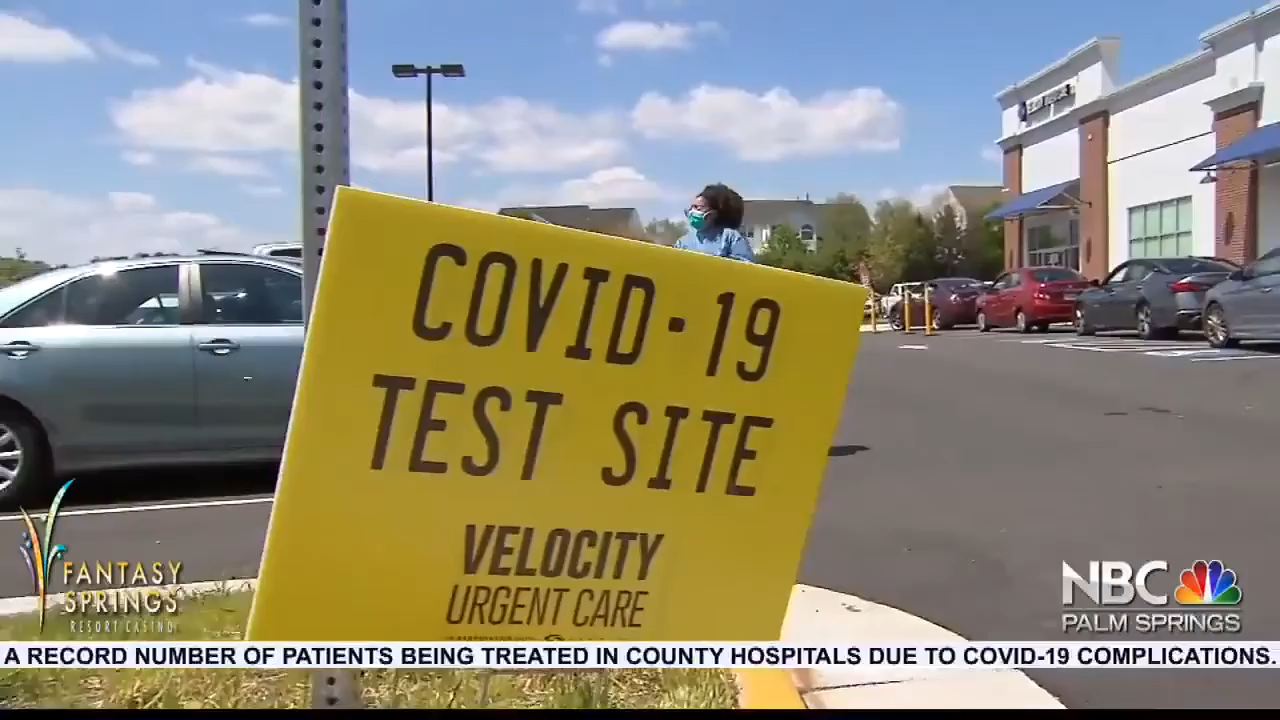 COVID-19
TEST SITE
VELOCITY
URGENT CARE
FANTASY
SPRINGS
RESORT CASINO
NBC
PALM SPRINGS
A RECORD NUMBER OF PATIENTS BEING TREATED IN COUNTY HOSPITALS DUE TO COVID-19 COMPLICATIONS.